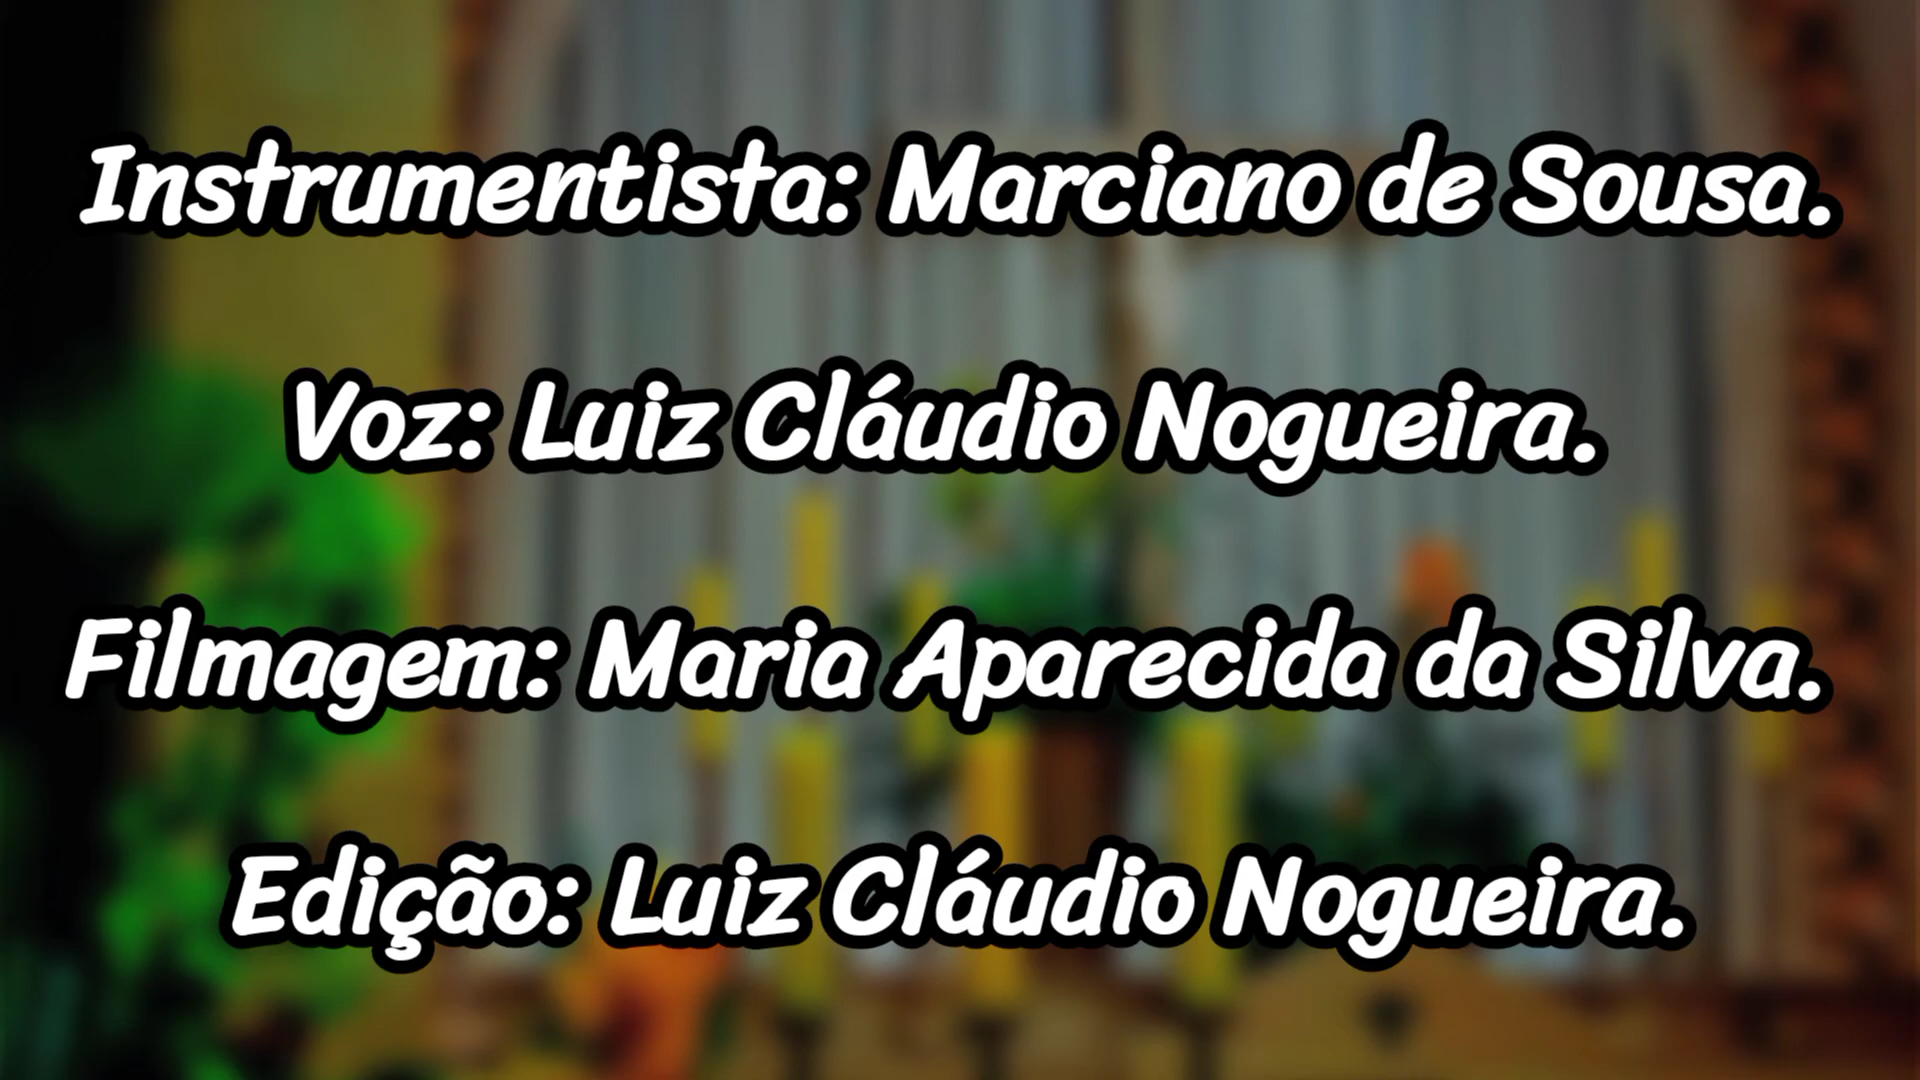 Instrumentista: Marciano de Sousa.
Voz: Luiz Cláudio Nogueira.
Filmagem: Maria Aparecida da Silva.
Edição: Luiz Cláudio Nogueira.